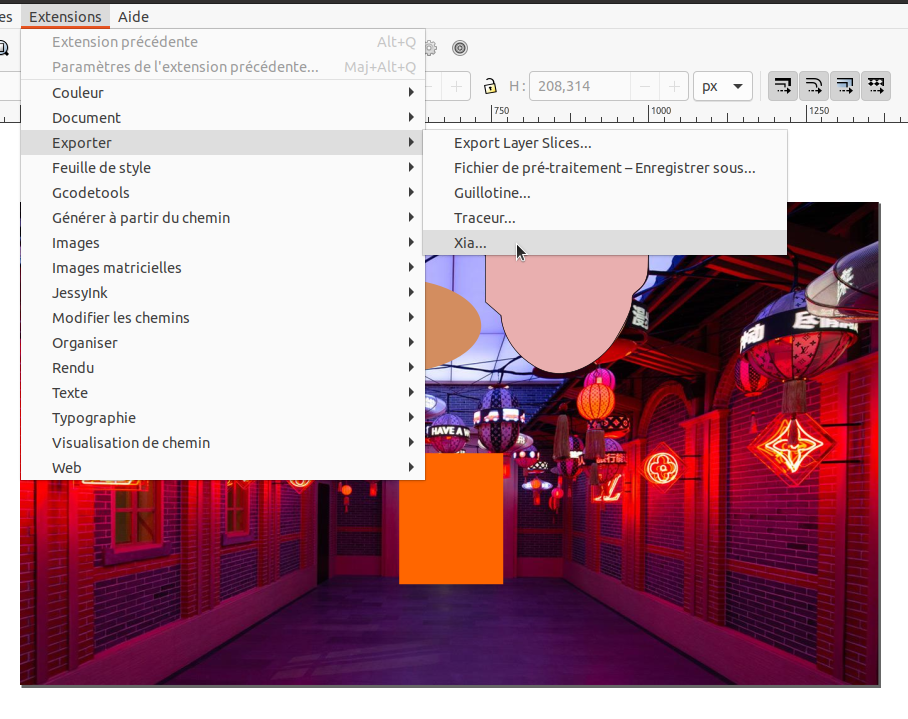 es Extensions Aide
Extension précédente Alt+Q
Paramètres de l'extension précédente... Maj+Alt+Q
H: 208,314 px
Couleur
750 1000 1250
Document
Exporter
Export Layer Slices...
Feuille de style
Fichier de pré-traitement – Enregistrer sous...
Gcodetools
Guillotine...
Générer à partir du chemin
Traceur...
Images
Xia...
Images matricielles
JessyInk
Modifier les chemins
Organiser
Rendu
Texte
Typographie
Visualisation de chemin
Web
HAVE A